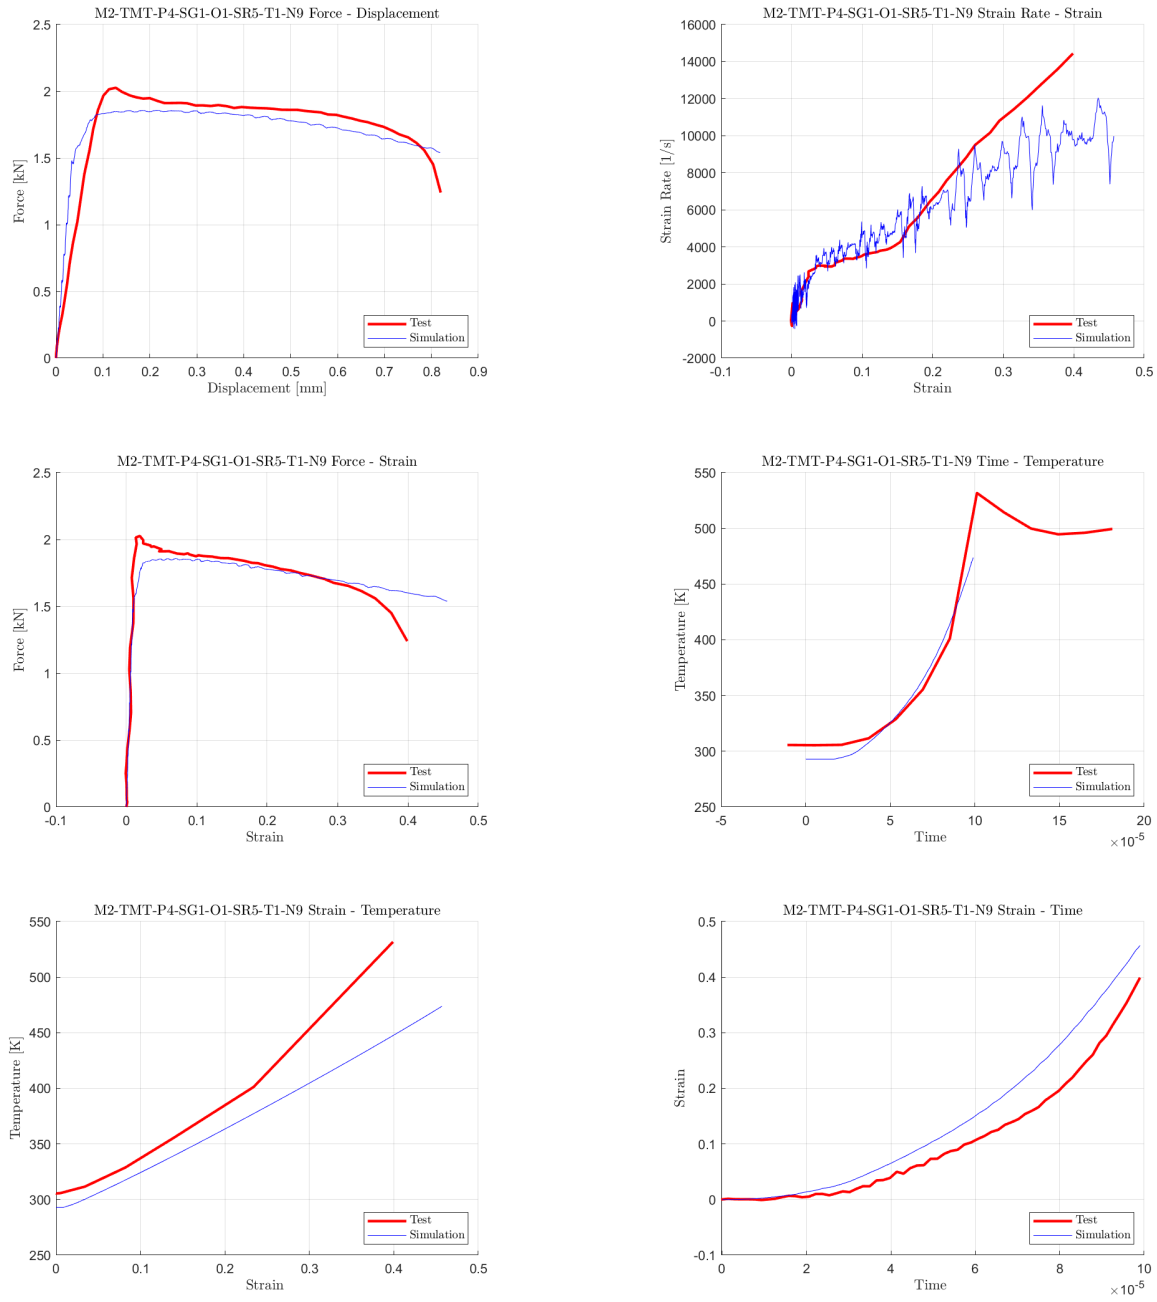 M2-TMT-P4-SG1-O1-SR5-T1-N9 Force - Displacement
2.5
2
1.5
1
0.5
0
Force [kN]
0 0.1 0.2 0.3 0.4 0.5 0.6 0.7 0.8 0.9
Displacement [mm]
Test
Simulation
M2-TMT-P4-SG1-O1-SR5-T1-N9 Strain Rate - Strain
16000
14000
12000
10000
8000
6000
4000
2000
0
-2000
Strain Rate [1/s]
-0.1 0 0.1 0.2 0.3 0.4 0.5
Strain
Test
Simulation
M2-TMT-P4-SG1-O1-SR5-T1-N9 Force - Strain
2.5
2
1.5
1
0.5
0
Force [kN]
-0.1 0 0.1 0.2 0.3 0.4 0.5
Strain
Test
Simulation
M2-TMT-P4-SG1-O1-SR5-T1-N9 Time - Temperature
550
500
450
400
350
300
250
Temperature [K]
-5 0 5 10 15 20
Time
×10-5
Test
Simulation
M2-TMT-P4-SG1-O1-SR5-T1-N9 Strain - Temperature
550
500
450
400
350
300
250
Temperature [K]
0 0.1 0.2 0.3 0.4 0.5
Strain
Test
Simulation
M2-TMT-P4-SG1-O1-SR5-T1-N9 Strain - Time
0.5
0.4
0.3
0.2
0.1
0
-0.1
Strain
0 2 4 6 8 10
Time
×10-5
Test
Simulation